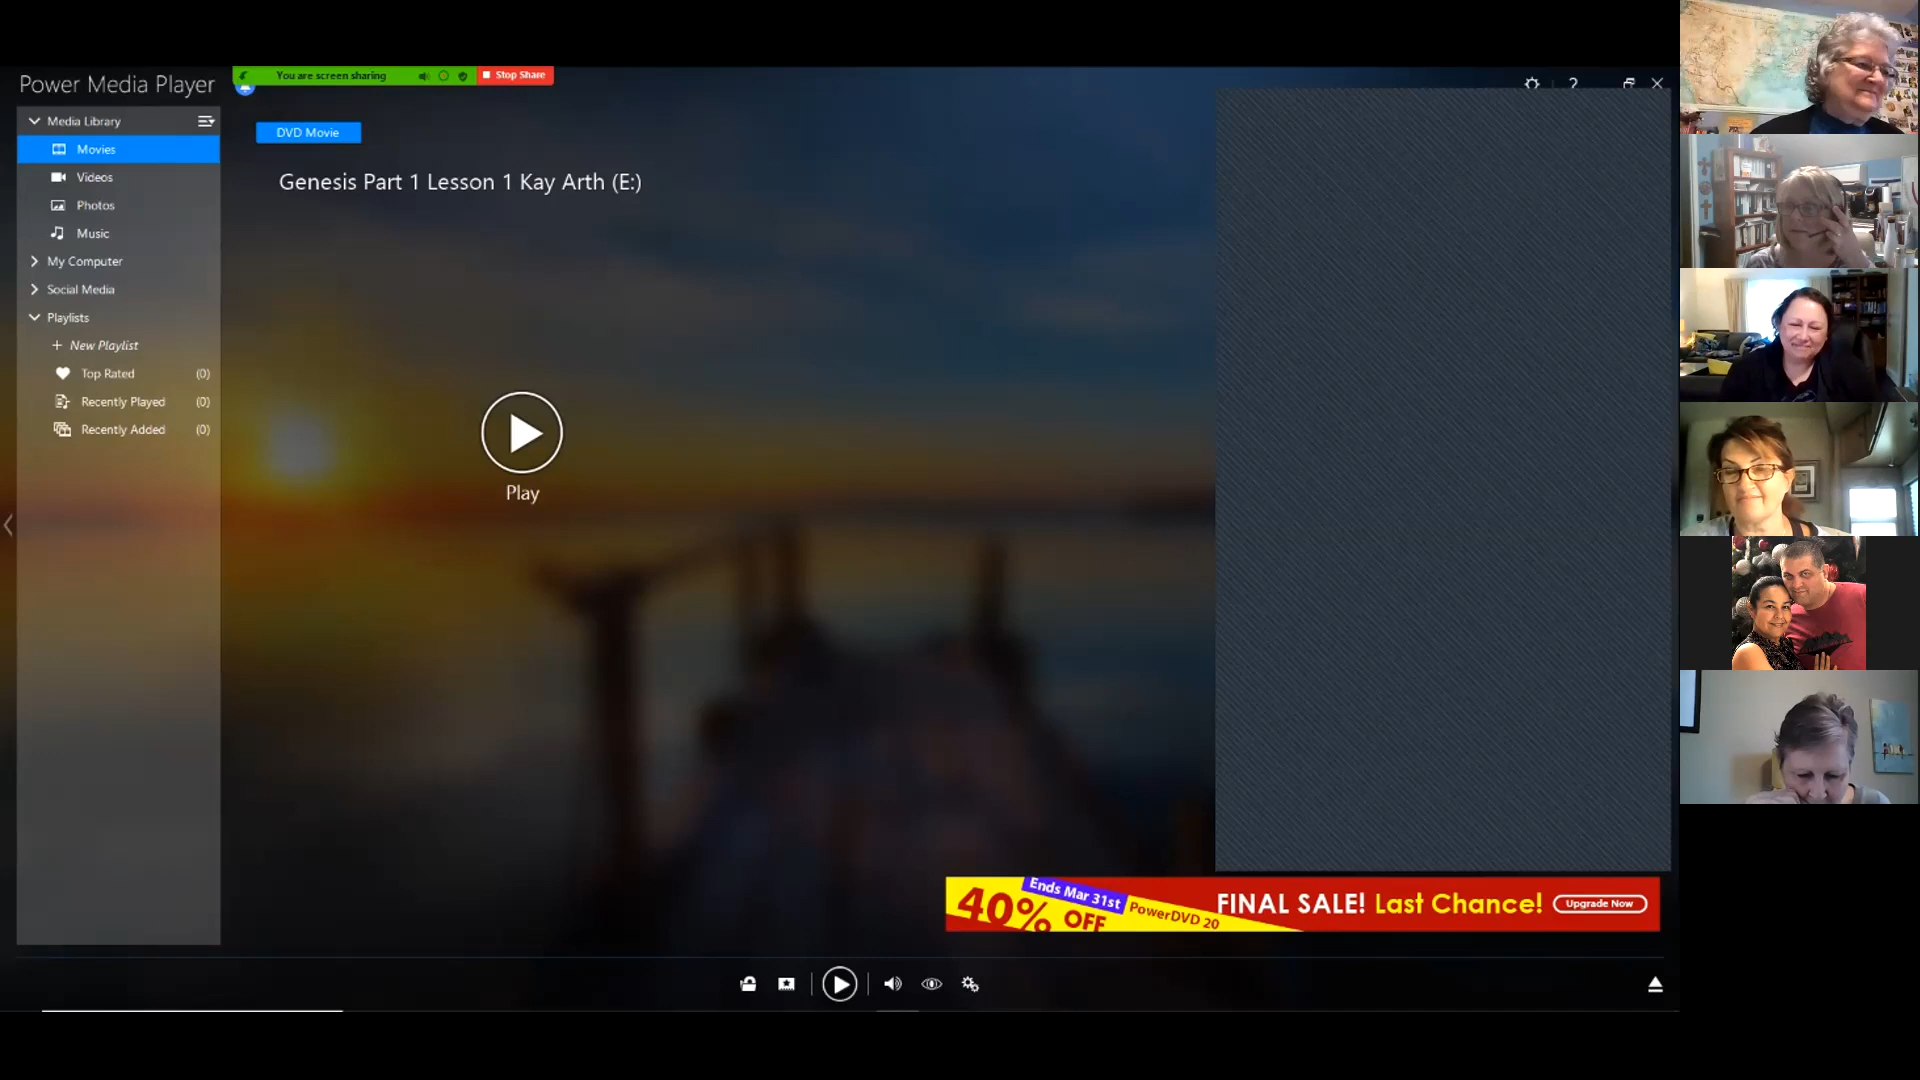 Power Media Player
You are screen sharing
Stop Share
?
Media Library
Movies
Videos
Photos
Music
My Computer
Social Media
Playlists
+ New Playlist
Top Rated (0)
Recently Played (0)
Recently Added (0)
DVD Movie
Genesis Part 1 Lesson 1 Kay Arth (E:)
Play
40% OFF
Ends Mar 31st
PowerDVD 20
FINAL SALE! Last Chance!
Upgrade Now